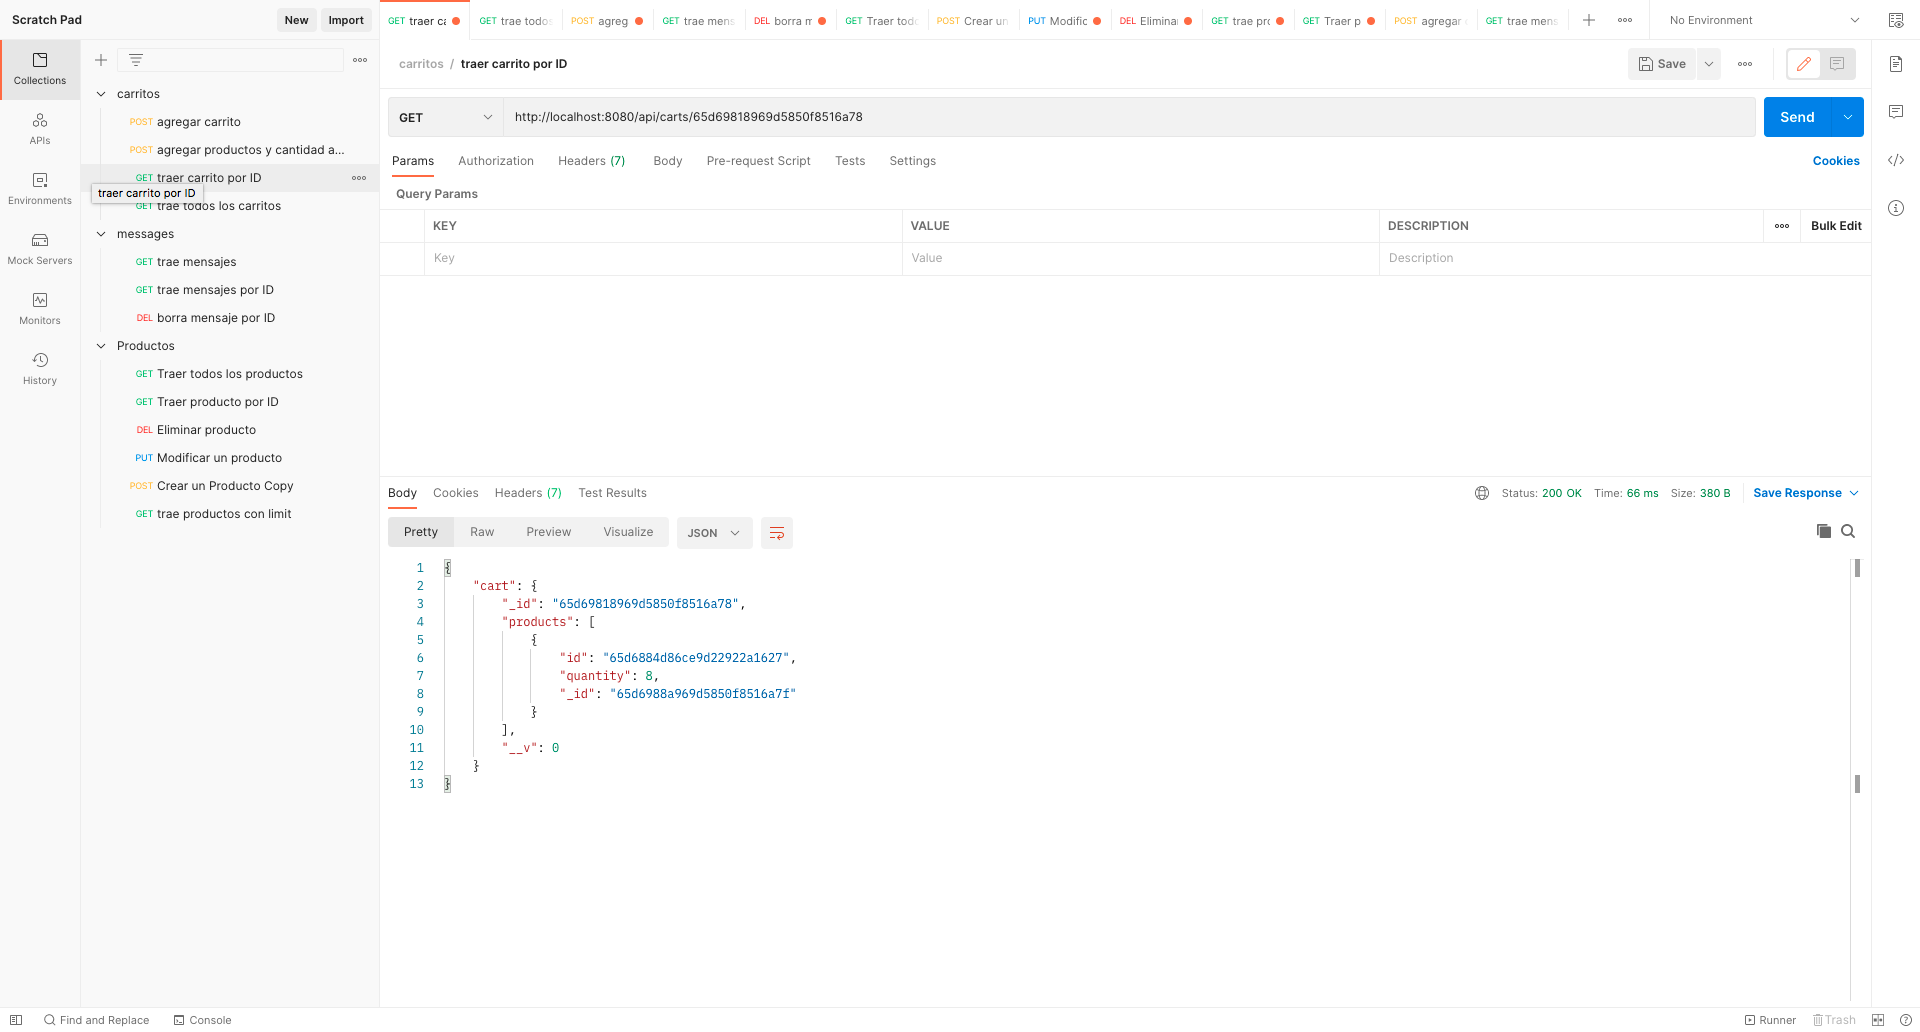 Scratch Pad
New
Import
GET traer ca
GET trae todos
POST agreg
GET trae mens
DEL borra m
GET Traer todo
POST Crear un
PUT Modific
DEL Elimina
GET trae pro
GET Traer p
POST agregar
GET trae mens
No Environment
Collections
APIs
Environments
Mock Servers
Monitors
History
carritos
POST agregar carrito
POST agregar productos y cantidad a...
GET traer carrito por ID
traer carrito por ID
GET trae todos los carritos
messages
GET trae mensajes
GET trae mensajes por ID
DEL borra mensaje por ID
Productos
GET Traer todos los productos
GET Traer producto por ID
DEL Eliminar producto
PUT Modificar un producto
POST Crear un Producto Copy
GET trae productos con limit
carritos / traer carrito por ID
Save
GET
http://localhost:8080/api/carts/65d69818969d5850f8516a78
Send
Params
Authorization
Headers (7)
Body
Pre-request Script
Tests
Settings
Cookies
Query Params
KEY
VALUE
DESCRIPTION
Bulk Edit
Key
Value
Description
Body
Cookies
Headers (7)
Test Results
Status: 200 OK
Time: 66 ms
Size: 380 B
Save Response
Pretty
Raw
Preview
Visualize
JSON
1 {
2 "cart": {
3 "_id": "65d69818969d5850f8516a78",
4 "products": [
5 {
6 "id": "65d6884d86ce9d22922a1627",
7 "quantity": 8,
8 "_id": "65d6988a969d5850f8516a7f"
9 }
10 ],
11 "__v": 0
12 }
13 }
Find and Replace
Console
Runner
Trash